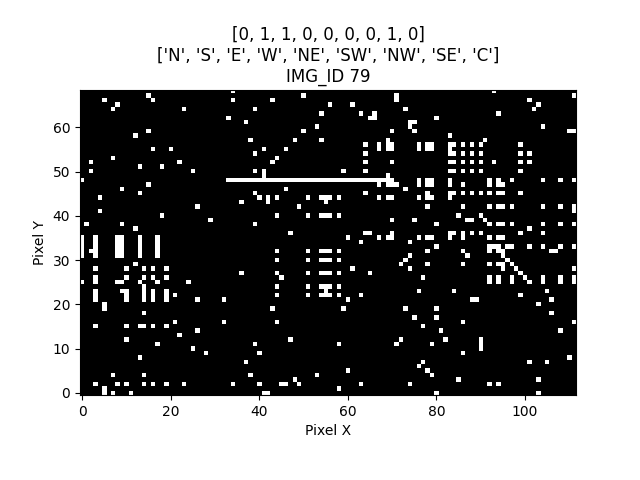 [0, 1, 1, 0, 0, 0, 0, 1, 0]
['N', 'S', 'E', 'W', 'NE', 'SW', 'NW', 'SE', 'C']
IMG_ID 79
60
50
40
30
20
10
0
Pixel Y
0 20 40 60 80 100
Pixel X